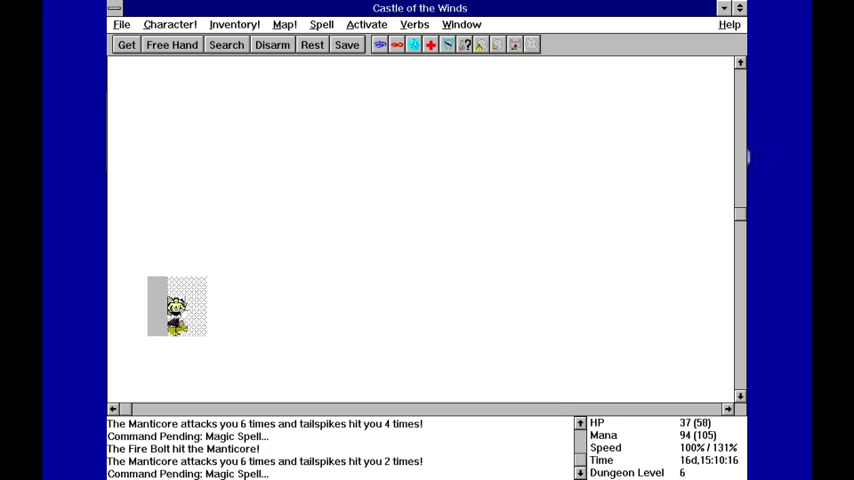 Castle of the Winds
File Character! Inventory! Map! Spell Activate Verbs Window Help
Get Free Hand Search Disarm Rest Save
The Manticore attacks you 6 times and tailspikes hit you 4 times!
Command Pending: Magic Spell...
The Fire Bolt hit the Manticore!
The Manticore attacks you 6 times and tailspikes hit you 2 times!
Command Pending: Magic Spell...
HP 37 (58)
Mana 94 (105)
Speed 100% / 131%
Time 16d,15:10:16
Dungeon Level 6